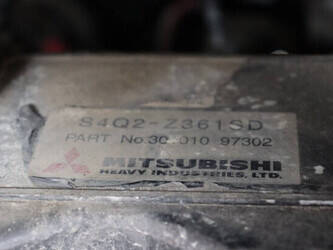 S4Q2-Z361SD
PART No.30 010 97302
MITSUBISHI
HEAVY INDUSTRIES, LTD.